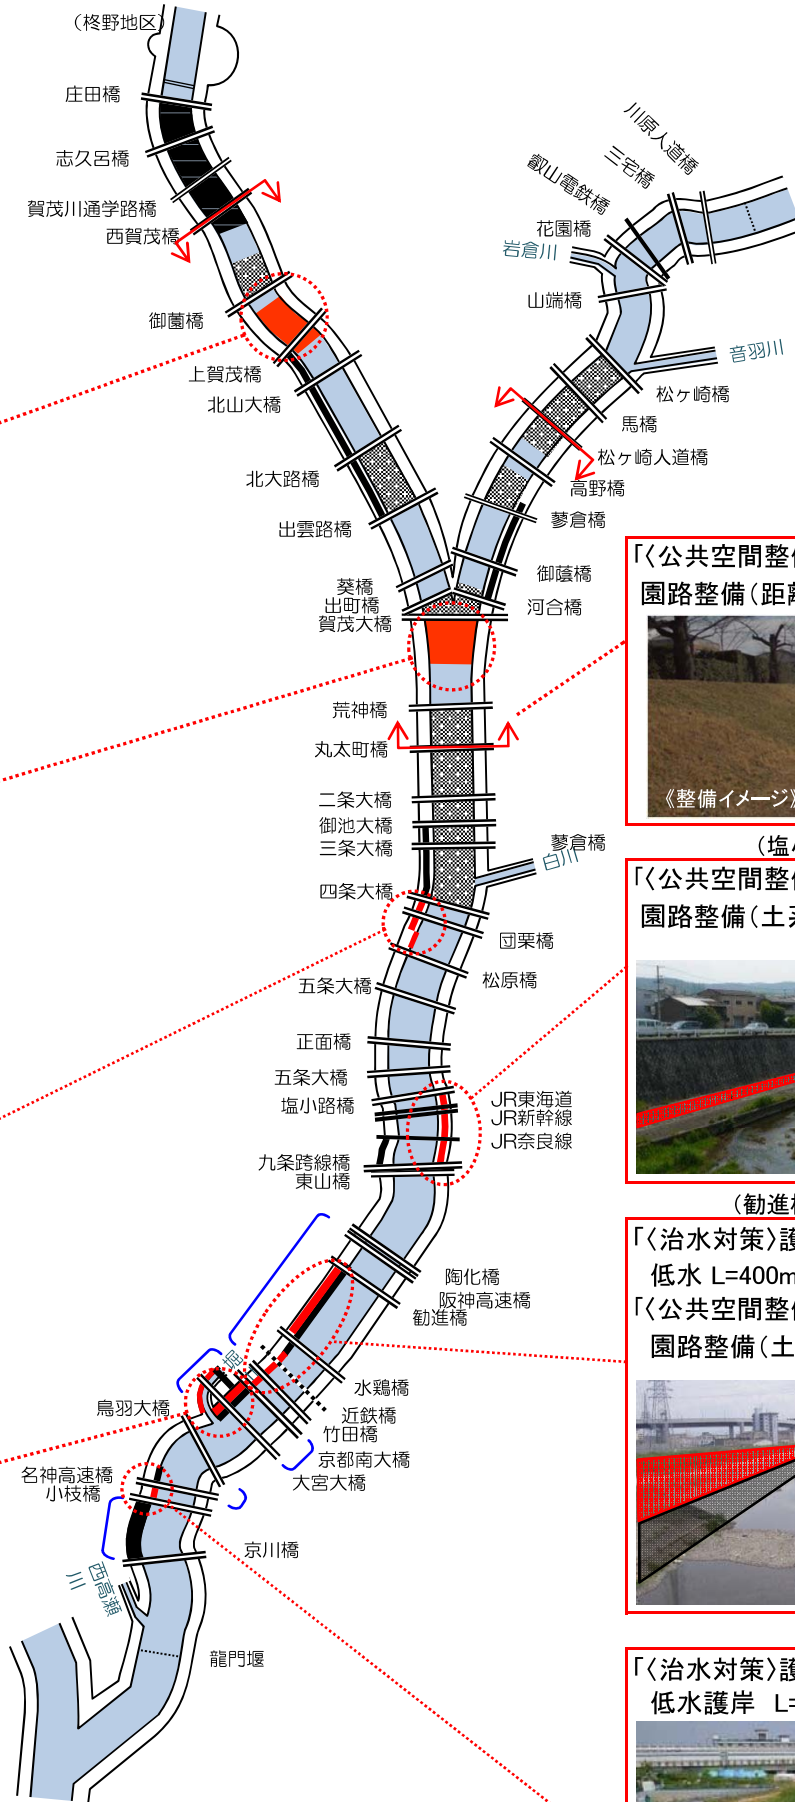 （柊野地区）
庄田橋
志久呂橋
賀茂川通学路橋
西賀茂橋
御薗橋
上賀茂橋
北山大橋
北大路橋
出雲路橋
葵橋
出町橋
賀茂大橋
川原人道橋
三宅橋
叡山電鉄橋
花園橋
岩倉川
山端橋
音羽川
松ヶ崎橋
馬橋
松ヶ崎人道橋
高野橋
蓼倉橋
御蔭橋
河合橋
荒神橋
丸太町橋
二条大橋
御池大橋
三条大橋
四条大橋
蓼倉橋
白川
団栗橋
松原橋
五条大橋
正面橋
五条大橋
塩小路橋
JR東海道
JR新幹線
JR奈良線
九条跨線橋
東山橋
陶化橋
阪神高速橋
勧進橋
水鶏橋
近鉄橋
竹田橋
京都南大橋
大宮大橋
堀
鳥羽大橋
名神高速橋
小枝橋
京川橋
西高瀬
川
龍門堰
「〈公共空間整備
園路整備（距離
《整備イメージ》
（塩小
「〈公共空間整備
園路整備（土系
（勧進橋
「〈治水対策〉護
低水 L=400m
「〈公共空間整備
園路整備（土
「〈治水対策〉護
低水護岸　L=